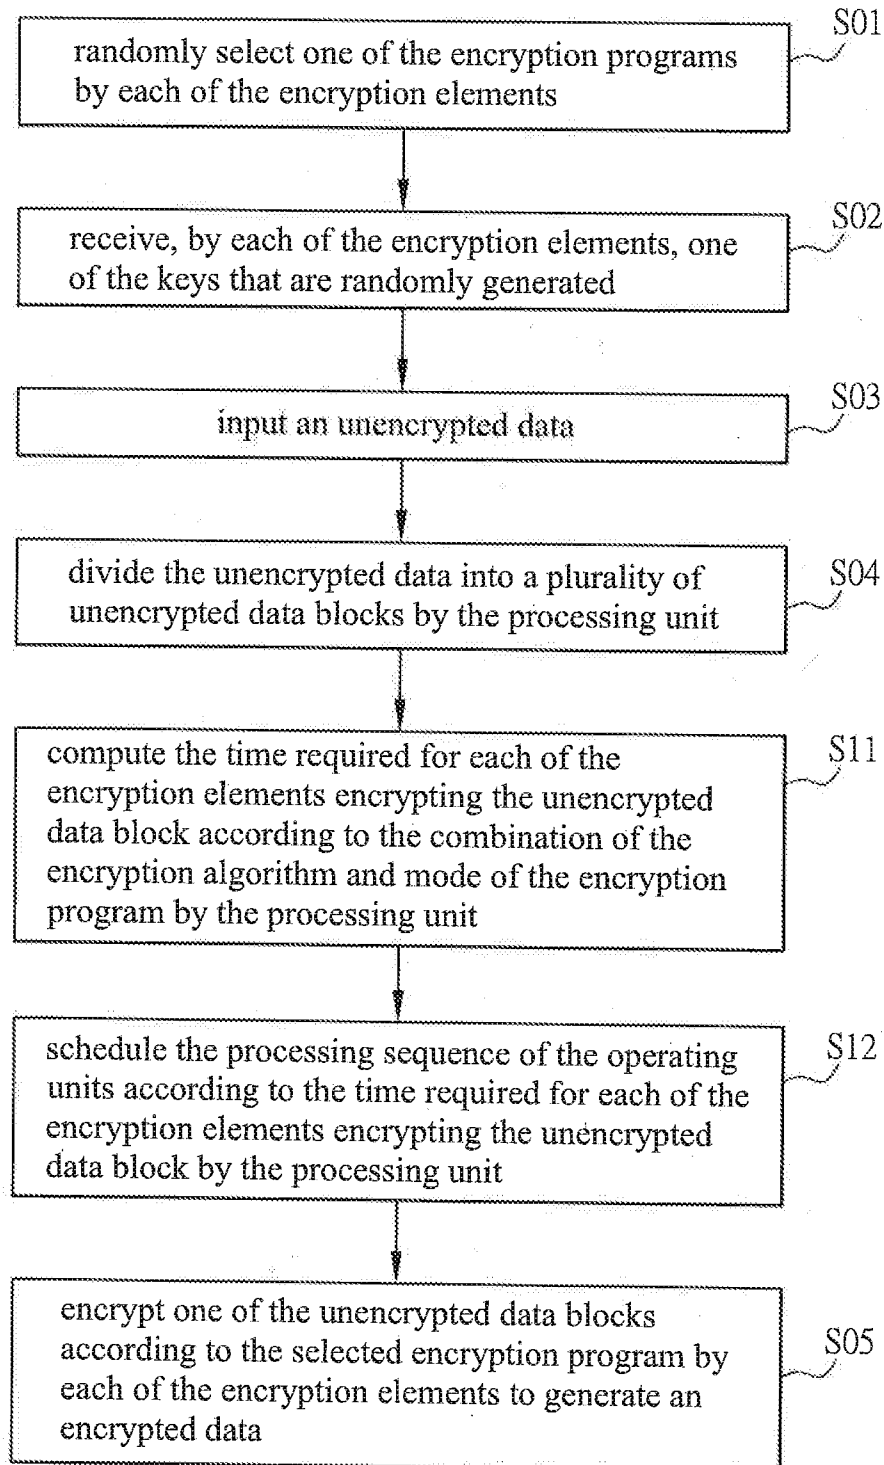 S01
randomly select one of the encryption programs
by each of the encryption elements
S02
receive, by each of the encryption elements, one
of the keys that are randomly generated
S03
input an unencrypted data
S04
divide the unencrypted data into a plurality of
unencrypted data blocks by the processing unit
S11
compute the time required for each of the
encryption elements encrypting the unencrypted
data block according to the combination of the
encryption algorithm and mode of the encryption
program by the processing unit
S12
schedule the processing sequence of the operating
units according to the time required for each of the
encryption elements encrypting the unencrypted
data block by the processing unit
S05
encrypt one of the unencrypted data blocks
according to the selected encryption program by
each of the encryption elements to generate an
encrypted data